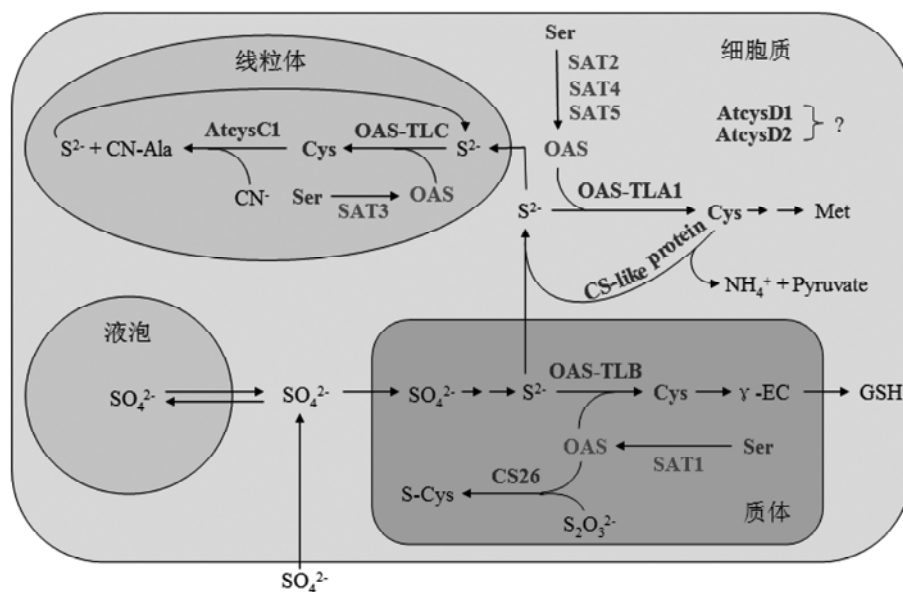 线粒体
Ser
细胞质
SAT2
SAT4
SAT5
AtcysD1
AtcysD2
?
AtcysC1
OAS-TLC
S²⁻ + CN-Ala
Cys
S²⁻
OAS
CN⁻
Ser
SAT3
OAS
OAS-TLA1
S²⁻
Cys
Met
CS-like protein
NH₄⁺ + Pyruvate
液泡
SO₄²⁻
SO₄²⁻
SO₄²⁻
S²⁻
OAS-TLB
Cys
γ-EC
GSH
OAS
SAT1
Ser
CS26
S-Cys
S₂O₃²⁻
质体
SO₄²⁻